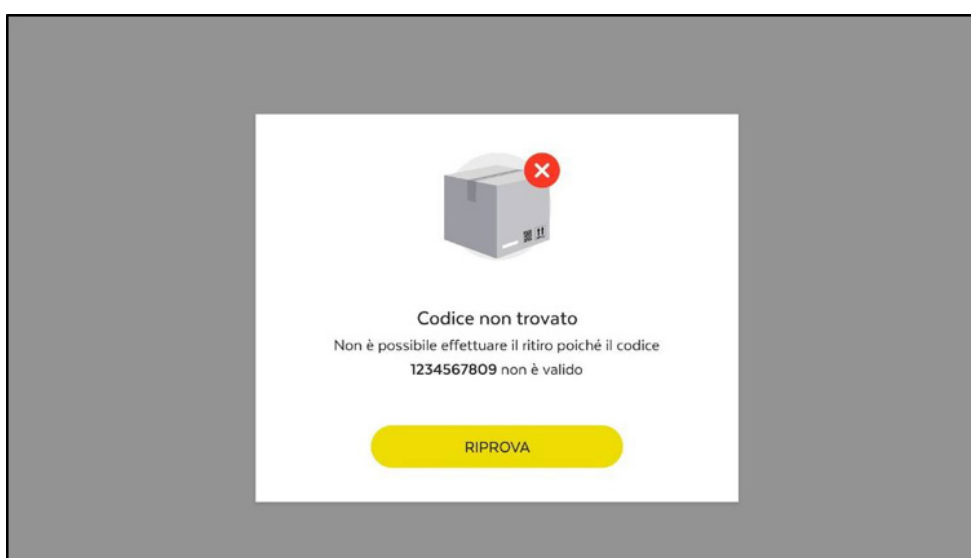 Codice non trovato
Non è possibile effettuare il ritiro poiché il codice
1234567809 non è valido
RIPROVA